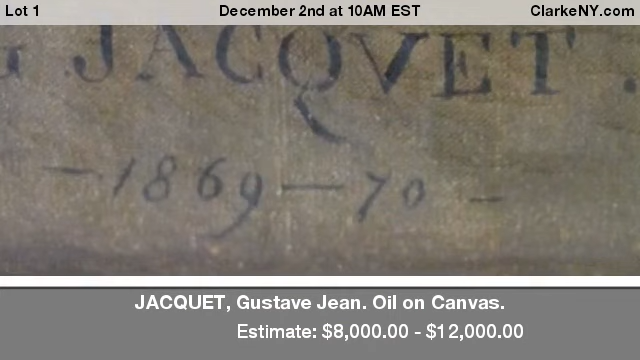 Lot 1 December 2nd at 10AM EST ClarkeNY.com
G JACQUET.
—1869—70—
JACQUET, Gustave Jean. Oil on Canvas.
Estimate: $8,000.00 - $12,000.00